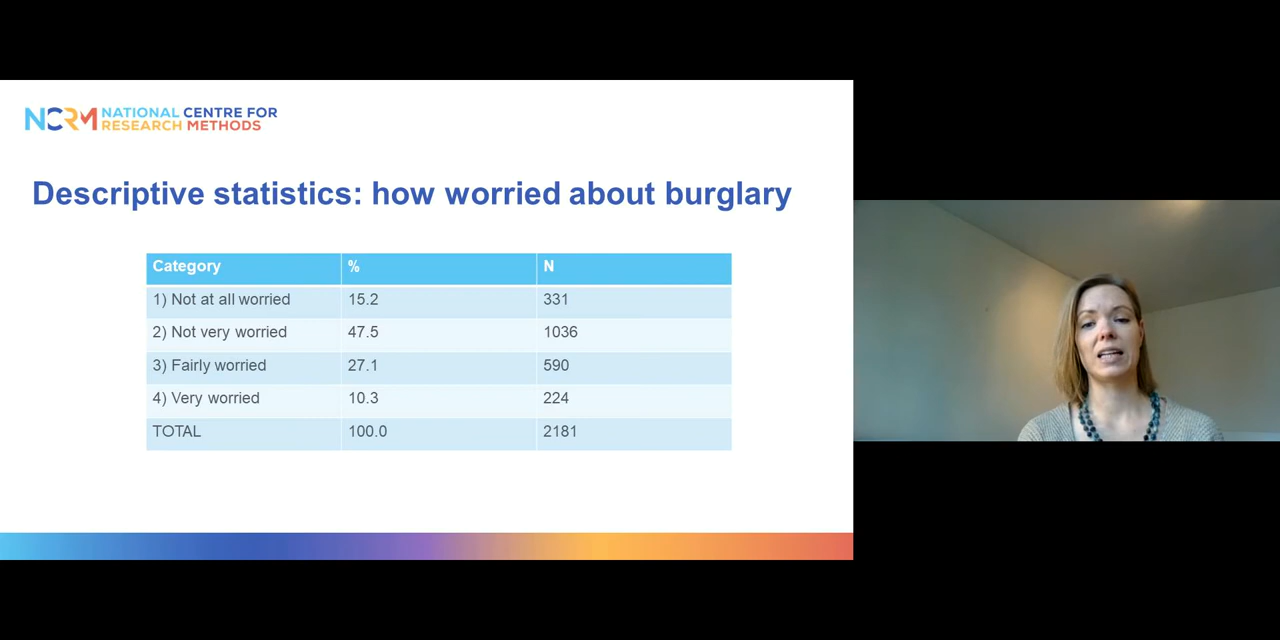 NCRM NATIONAL CENTRE FOR
RESEARCH METHODS
Descriptive statistics: how worried about burglary
Category % N
1) Not at all worried 15.2 331
2) Not very worried 47.5 1036
3) Fairly worried 27.1 590
4) Very worried 10.3 224
TOTAL 100.0 2181